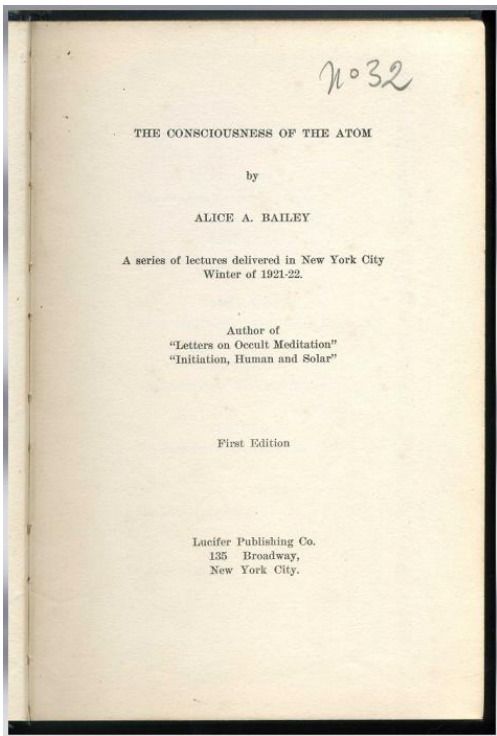 nº 32
THE CONSCIOUSNESS OF THE ATOM
by
ALICE A. BAILEY
A series of lectures delivered in New York City
Winter of 1921-22.
Author of
“Letters on Occult Meditation”
“Initiation, Human and Solar”
First Edition
Lucifer Publishing Co.
135 Broadway,
New York City.